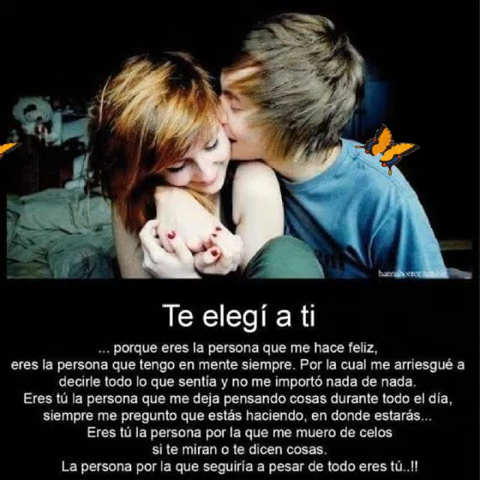 hannahorror.tumblr
Te elegí a ti
... porque eres la persona que me hace feliz,
eres la persona que tengo en mente siempre. Por la cual me arriesgué a
decirle todo lo que sentía y no me importó nada de nada.
Eres tú la persona que me deja pensando cosas durante todo el día,
siempre me pregunto que estás haciendo, en donde estarás...
Eres tú la persona por la que me muero de celos
si te miran o te dicen cosas.
La persona por la que seguiría a pesar de todo eres tú..!!